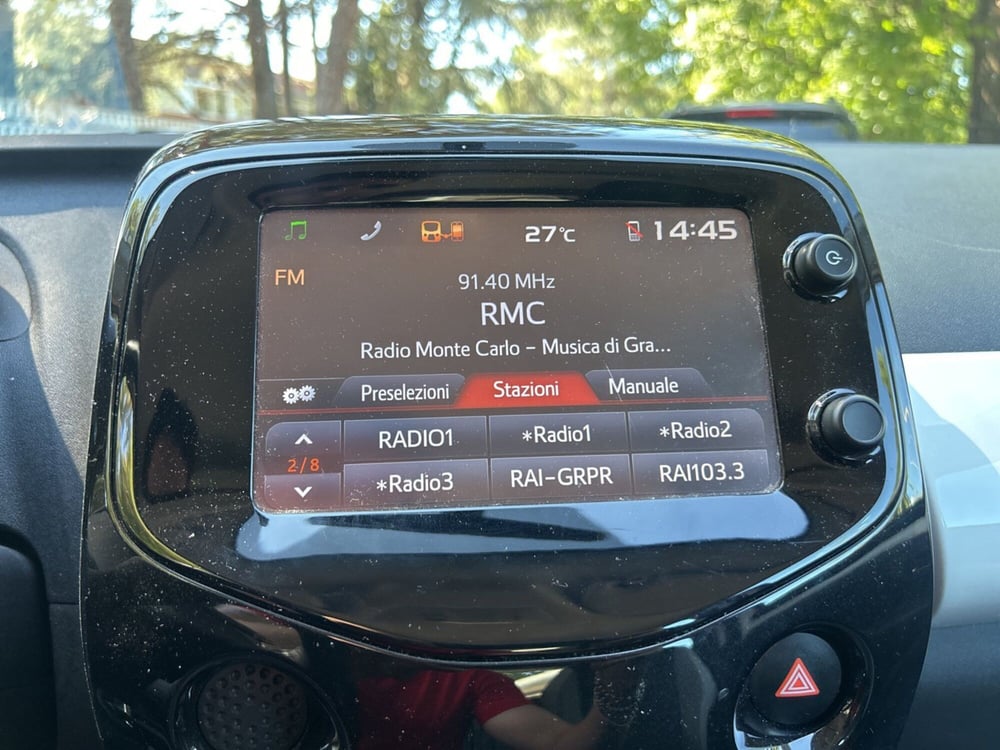 27°C 14:45
FM
91.40 MHz
RMC
Radio Monte Carlo - Musica di Gra...
Preselezioni Stazioni Manuale
RADIO1 *Radio1 *Radio2
2/8
*Radio3 RAI-GRPR RAI103.3